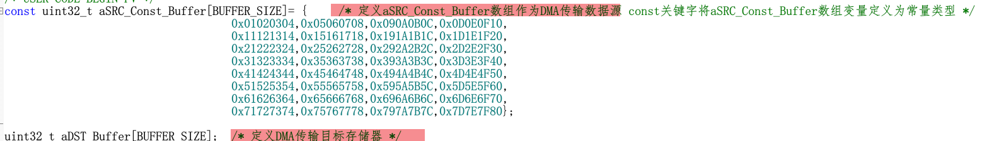 /* USER CODE BEGIN PV */
const uint32_t aSRC_Const_Buffer[BUFFER_SIZE]= { /* 定义aSRC_Const_Buffer数组作为DMA传输数据源 const关键字将aSRC_Const_Buffer数组变量定义为常量类型 */
0x01020304,0x05060708,0x090A0B0C,0x0D0E0F10,
0x11121314,0x15161718,0x191A1B1C,0x1D1E1F20,
0x21222324,0x25262728,0x292A2B2C,0x2D2E2F30,
0x31323334,0x35363738,0x393A3B3C,0x3D3E3F40,
0x41424344,0x45464748,0x494A4B4C,0x4D4E4F50,
0x51525354,0x55565758,0x595A5B5C,0x5D5E5F60,
0x61626364,0x65666768,0x696A6B6C,0x6D6E6F70,
0x71727374,0x75767778,0x797A7B7C,0x7D7E7F80};
uint32_t aDST_Buffer[BUFFER_SIZE]; /* 定义DMA传输目标存储器 */